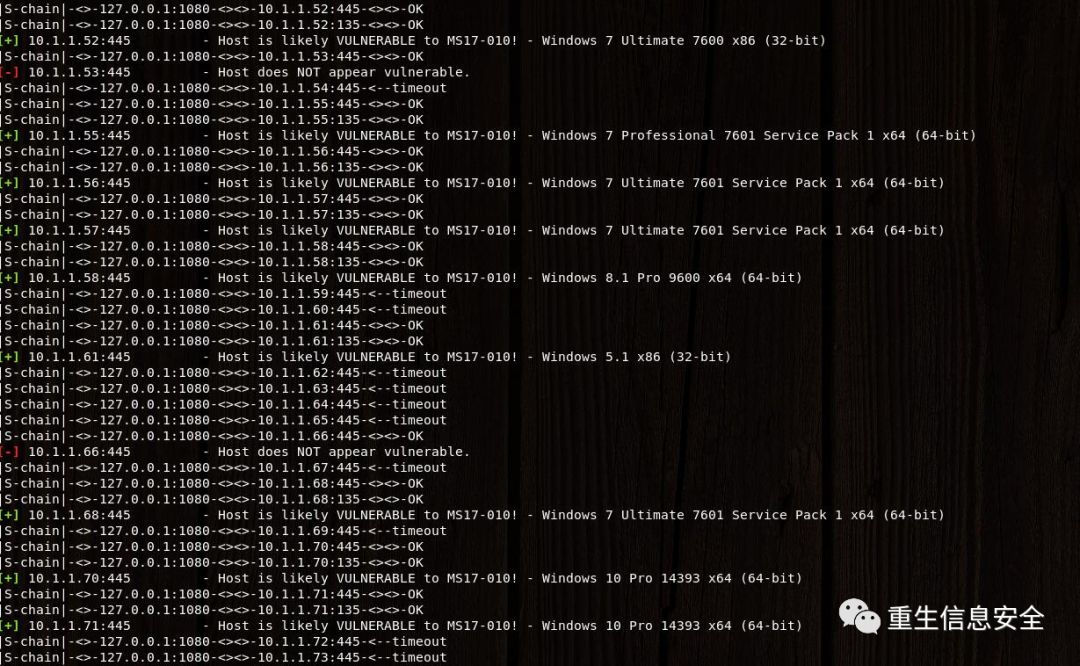 |S-chain|-<>-127.0.0.1:1080-<><>-10.1.1.52:445-<><>-OK
|S-chain|-<>-127.0.0.1:1080-<><>-10.1.1.52:135-<><>-OK
[+] 10.1.1.52:445         - Host is likely VULNERABLE to MS17-010! - Windows 7 Ultimate 7600 x86 (32-bit)
|S-chain|-<>-127.0.0.1:1080-<><>-10.1.1.53:445-<><>-OK
[-] 10.1.1.53:445         - Host does NOT appear vulnerable.
|S-chain|-<>-127.0.0.1:1080-<><>-10.1.1.54:445-<--timeout
|S-chain|-<>-127.0.0.1:1080-<><>-10.1.1.55:445-<><>-OK
|S-chain|-<>-127.0.0.1:1080-<><>-10.1.1.55:135-<><>-OK
[+] 10.1.1.55:445         - Host is likely VULNERABLE to MS17-010! - Windows 7 Professional 7601 Service Pack 1 x64 (64-bit)
|S-chain|-<>-127.0.0.1:1080-<><>-10.1.1.56:445-<><>-OK
|S-chain|-<>-127.0.0.1:1080-<><>-10.1.1.56:135-<><>-OK
[+] 10.1.1.56:445         - Host is likely VULNERABLE to MS17-010! - Windows 7 Ultimate 7601 Service Pack 1 x64 (64-bit)
|S-chain|-<>-127.0.0.1:1080-<><>-10.1.1.57:445-<><>-OK
|S-chain|-<>-127.0.0.1:1080-<><>-10.1.1.57:135-<><>-OK
[+] 10.1.1.57:445         - Host is likely VULNERABLE to MS17-010! - Windows 7 Ultimate 7601 Service Pack 1 x64 (64-bit)
|S-chain|-<>-127.0.0.1:1080-<><>-10.1.1.58:445-<><>-OK
|S-chain|-<>-127.0.0.1:1080-<><>-10.1.1.58:135-<><>-OK
[+] 10.1.1.58:445         - Host is likely VULNERABLE to MS17-010! - Windows 8.1 Pro 9600 x64 (64-bit)
|S-chain|-<>-127.0.0.1:1080-<><>-10.1.1.59:445-<--timeout
|S-chain|-<>-127.0.0.1:1080-<><>-10.1.1.60:445-<--timeout
|S-chain|-<>-127.0.0.1:1080-<><>-10.1.1.61:445-<><>-OK
|S-chain|-<>-127.0.0.1:1080-<><>-10.1.1.61:135-<><>-OK
[+] 10.1.1.61:445         - Host is likely VULNERABLE to MS17-010! - Windows 5.1 x86 (32-bit)
|S-chain|-<>-127.0.0.1:1080-<><>-10.1.1.62:445-<--timeout
|S-chain|-<>-127.0.0.1:1080-<><>-10.1.1.63:445-<--timeout
|S-chain|-<>-127.0.0.1:1080-<><>-10.1.1.64:445-<--timeout
|S-chain|-<>-127.0.0.1:1080-<><>-10.1.1.65:445-<--timeout
|S-chain|-<>-127.0.0.1:1080-<><>-10.1.1.66:445-<><>-OK
[-] 10.1.1.66:445         - Host does NOT appear vulnerable.
|S-chain|-<>-127.0.0.1:1080-<><>-10.1.1.67:445-<--timeout
|S-chain|-<>-127.0.0.1:1080-<><>-10.1.1.68:445-<><>-OK
|S-chain|-<>-127.0.0.1:1080-<><>-10.1.1.68:135-<><>-OK
[+] 10.1.1.68:445         - Host is likely VULNERABLE to MS17-010! - Windows 7 Ultimate 7601 Service Pack 1 x64 (64-bit)
|S-chain|-<>-127.0.0.1:1080-<><>-10.1.1.69:445-<--timeout
|S-chain|-<>-127.0.0.1:1080-<><>-10.1.1.70:445-<><>-OK
|S-chain|-<>-127.0.0.1:1080-<><>-10.1.1.70:135-<><>-OK
[+] 10.1.1.70:445         - Host is likely VULNERABLE to MS17-010! - Windows 10 Pro 14393 x64 (64-bit)
|S-chain|-<>-127.0.0.1:1080-<><>-10.1.1.71:445-<><>-OK
|S-chain|-<>-127.0.0.1:1080-<><>-10.1.1.71:135-<><>-OK
[+] 10.1.1.71:445         - Host is likely VULNERABLE to MS17-010! - Windows 10 Pro 14393 x64 (64-bit)
|S-chain|-<>-127.0.0.1:1080-<><>-10.1.1.72:445-<--timeout
|S-chain|-<>-127.0.0.1:1080-<><>-10.1.1.73:445-<--timeout
重生信息安全